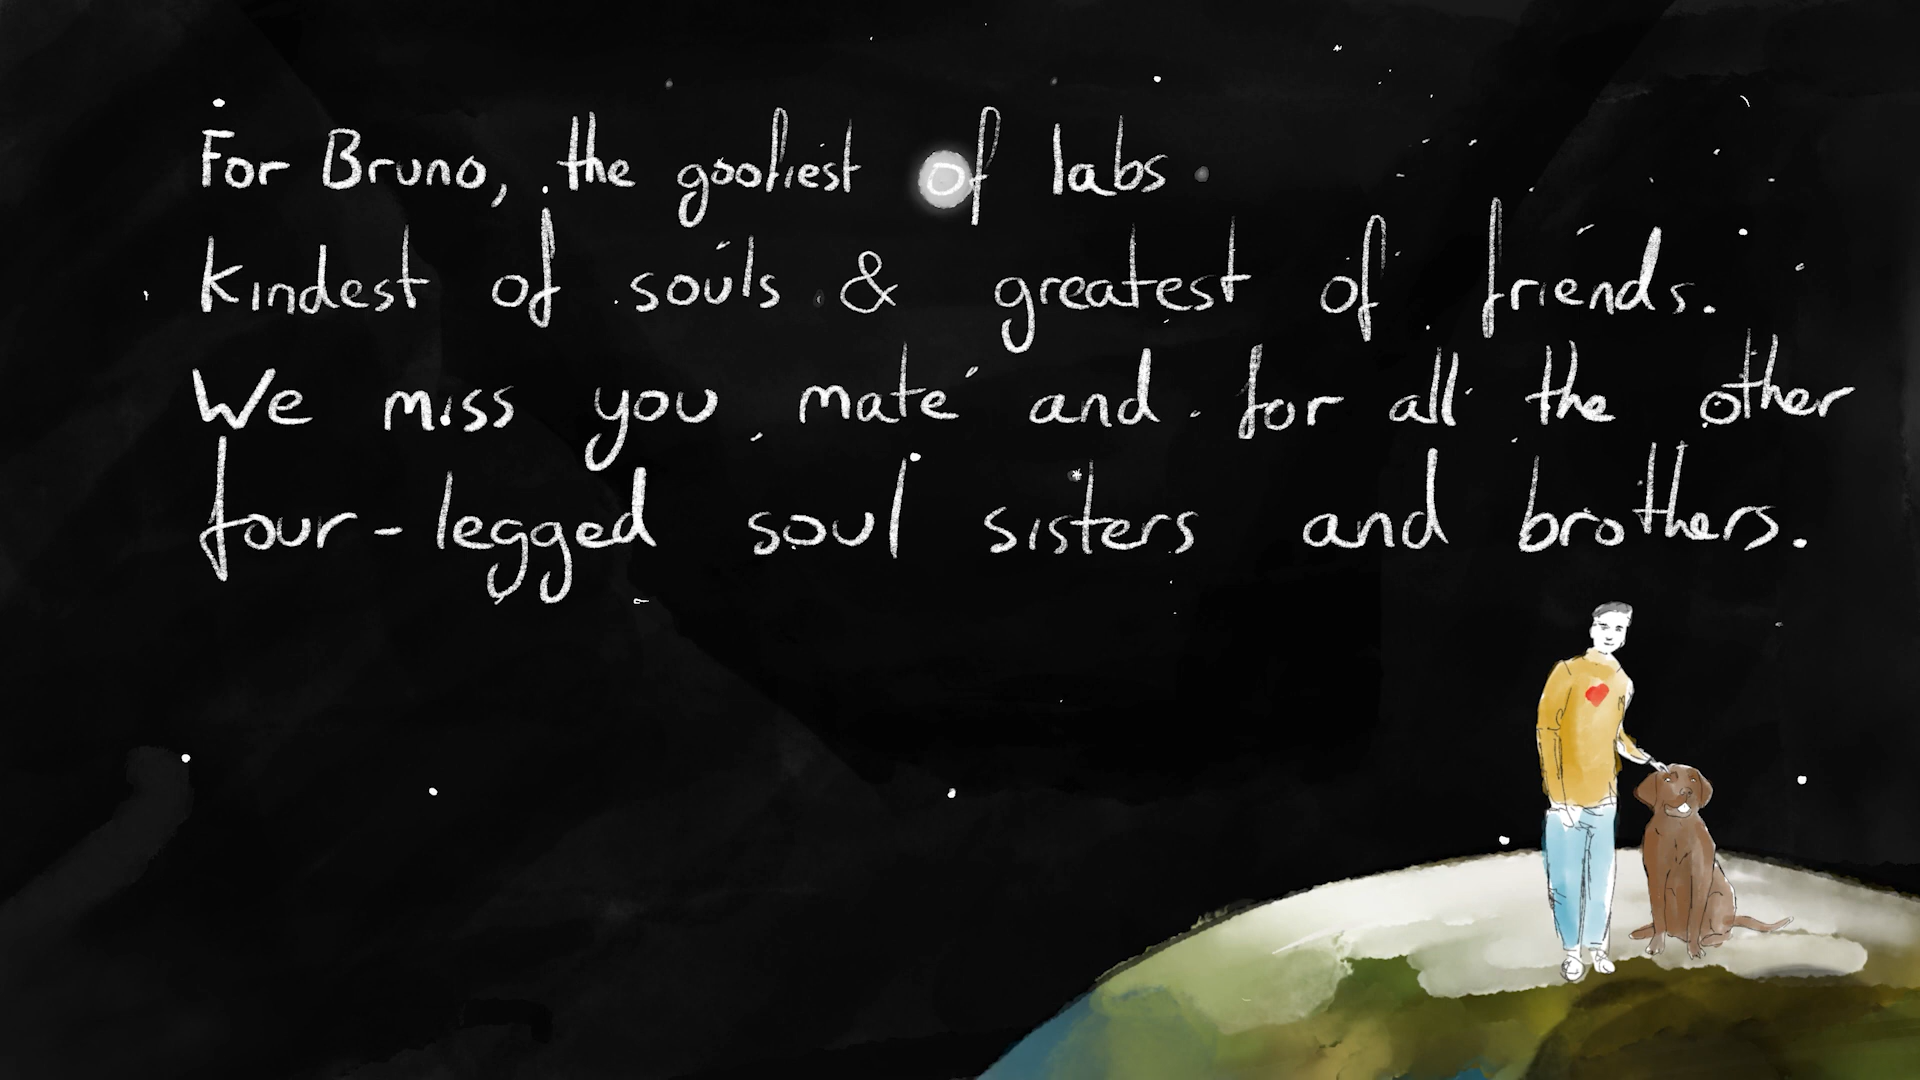 For Bruno, the goofiest of labs
kindest of souls & greatest of friends.
We miss you mate and for all the other
four-legged soul sisters and brothers.